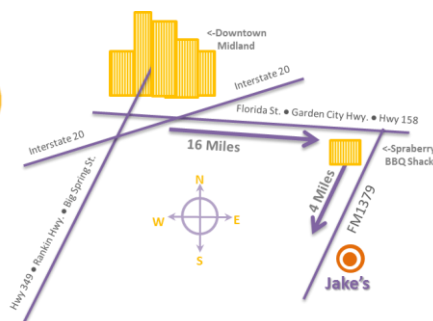 <-Downtown
Midland
Interstate 20
Florida St. ● Garden City Hwy. ● Hwy 158
Interstate 20
16 Miles
<-Spraberry
BBQ Shack
Hwy 349 ● Rankin Hwy. ● Big Spring St.
N
W
E
S
4 Miles
FM1379
Jake's